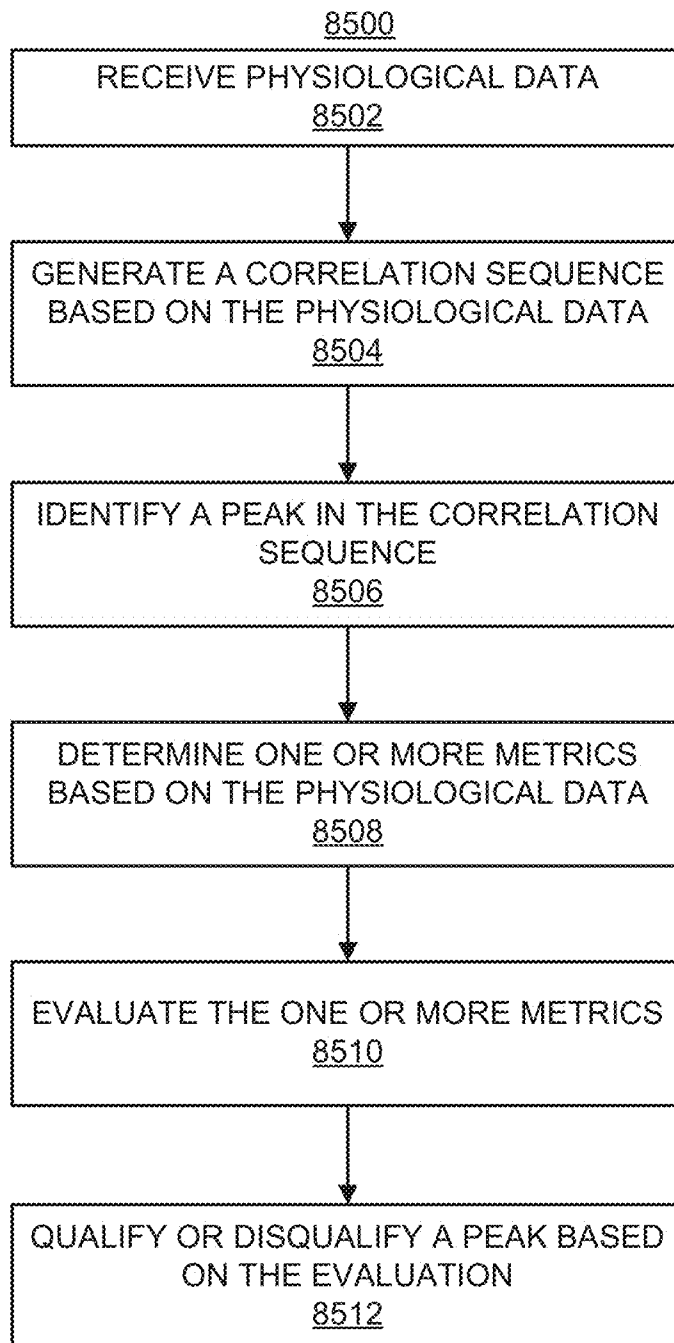 8500
RECEIVE PHYSIOLOGICAL DATA
8502
GENERATE A CORRELATION SEQUENCE
BASED ON THE PHYSIOLOGICAL DATA
8504
IDENTIFY A PEAK IN THE CORRELATION
SEQUENCE
8506
DETERMINE ONE OR MORE METRICS
BASED ON THE PHYSIOLOGICAL DATA
8508
EVALUATE THE ONE OR MORE METRICS
8510
QUALIFY OR DISQUALIFY A PEAK BASED
ON THE EVALUATION
8512